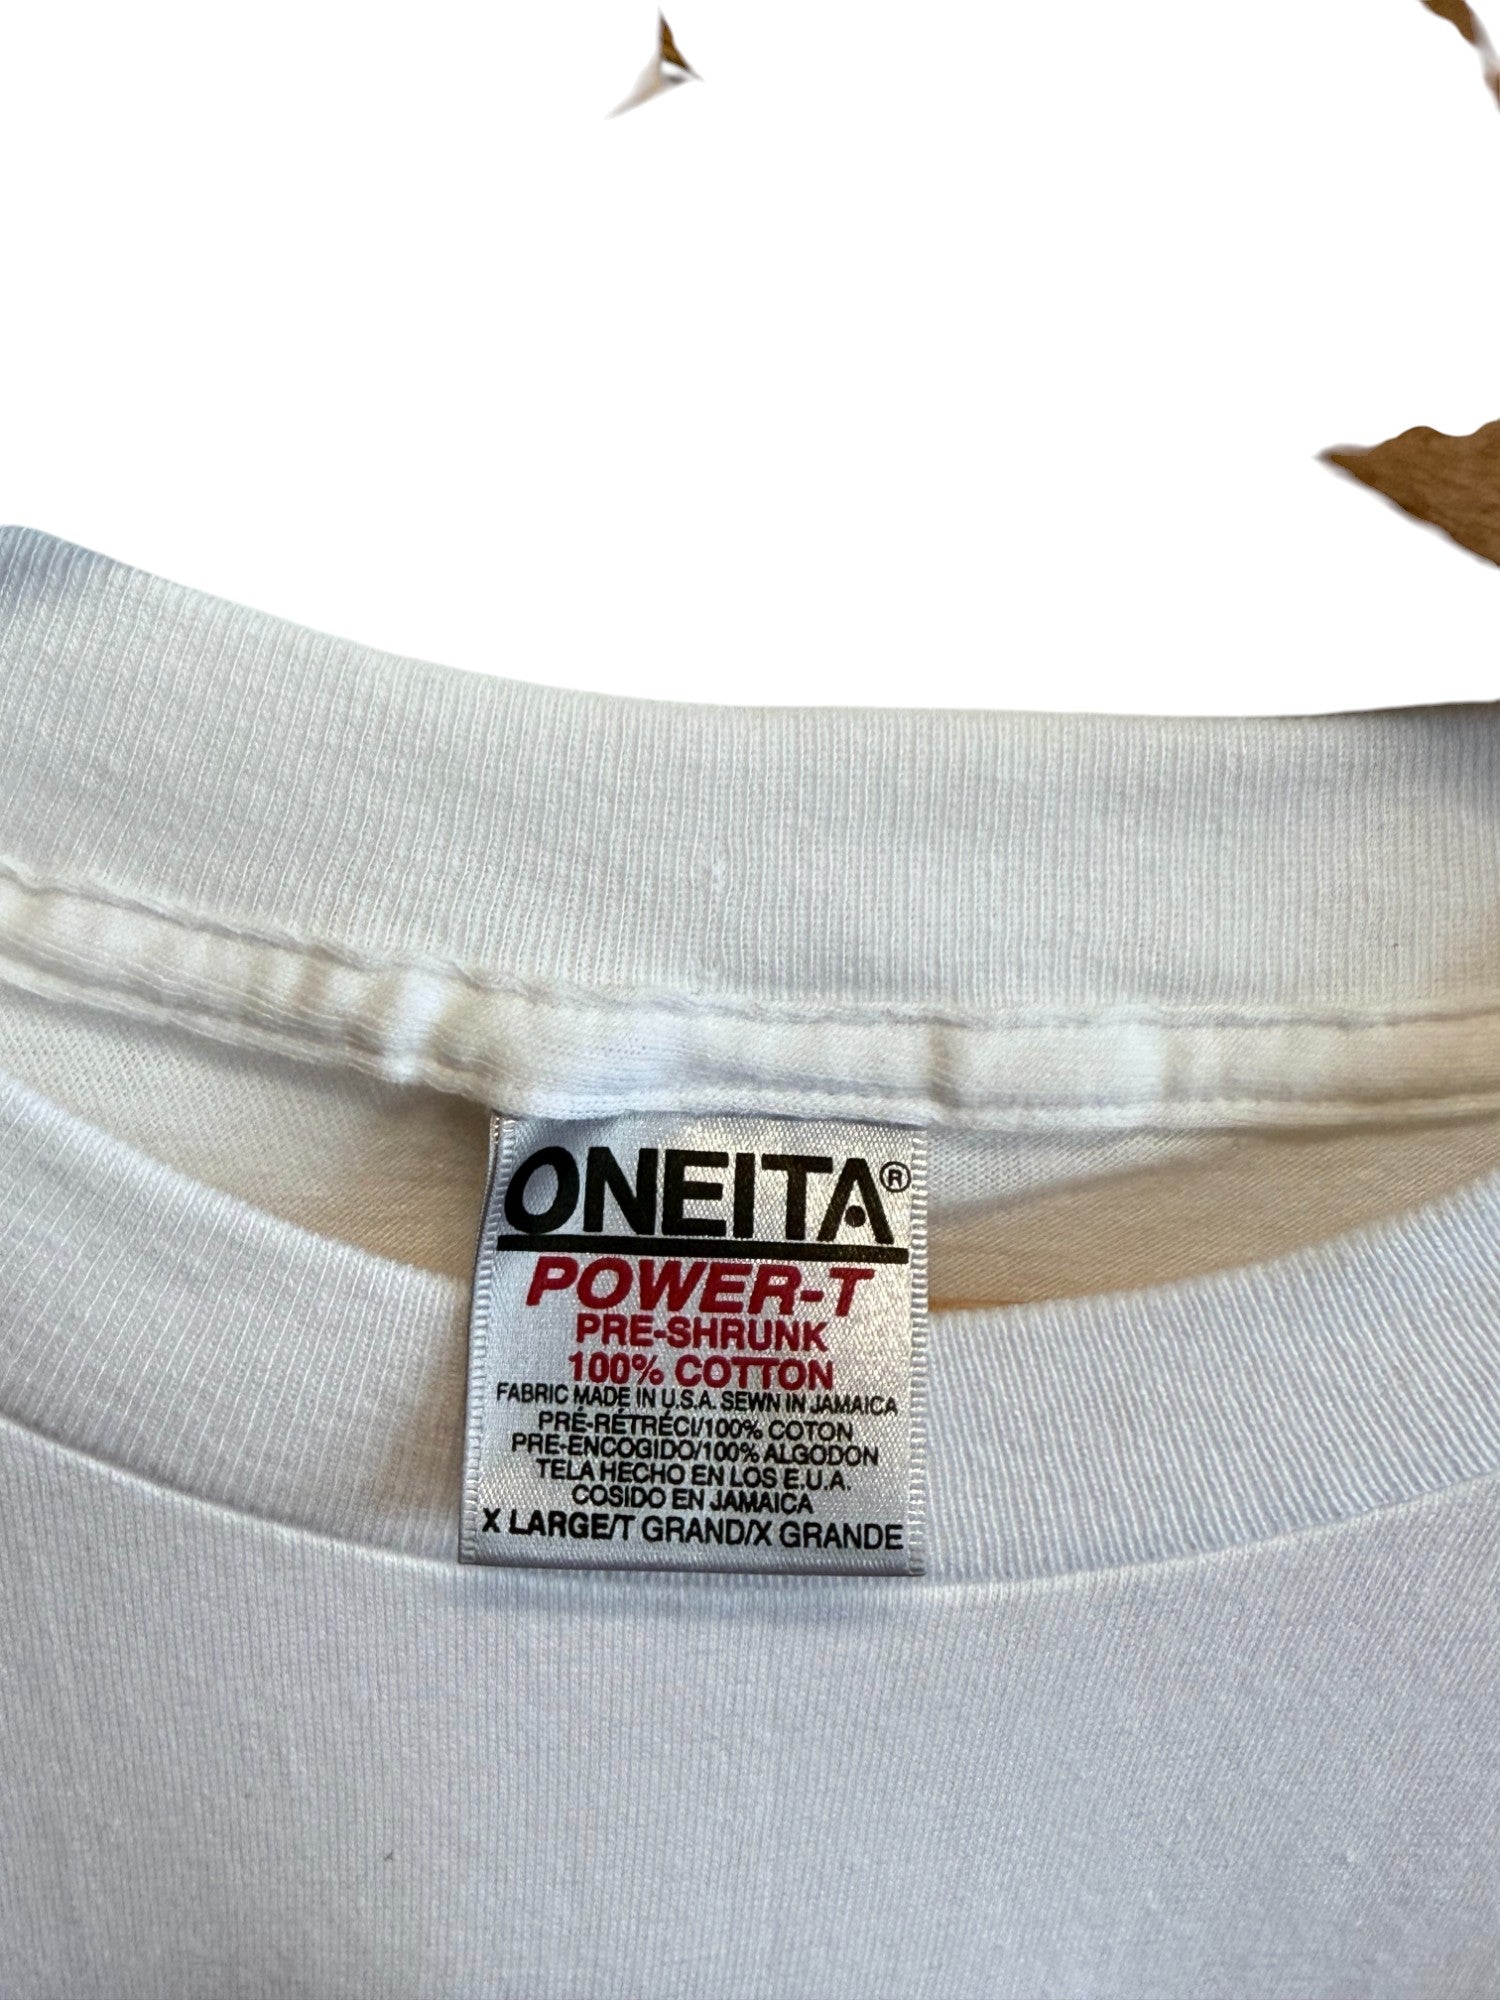 ONEITA®
POWER-T
PRE-SHRUNK
100% COTTON
FABRIC MADE IN U.S.A. SEWN IN JAMAICA
PRÉ-RÉTRÉCI/100% COTON
PRE-ENCOGIDO/100% ALGODON
TELA HECHO EN LOS E.U.A.
COSIDO EN JAMAICA
X LARGE/T GRAND/X GRANDE